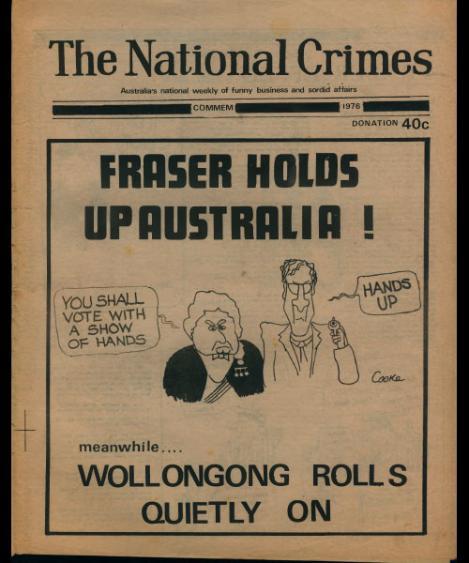 The National Crimes
Australia's national weekly of funny business and sordid affairs
COMMEM 1976
DONATION 40c
FRASER HOLDS
UP AUSTRALIA !
YOU SHALL
VOTE WITH
A SHOW
OF HANDS
HANDS
UP
Cooke
meanwhile....
WOLLONGONG ROLLS
QUIETLY ON